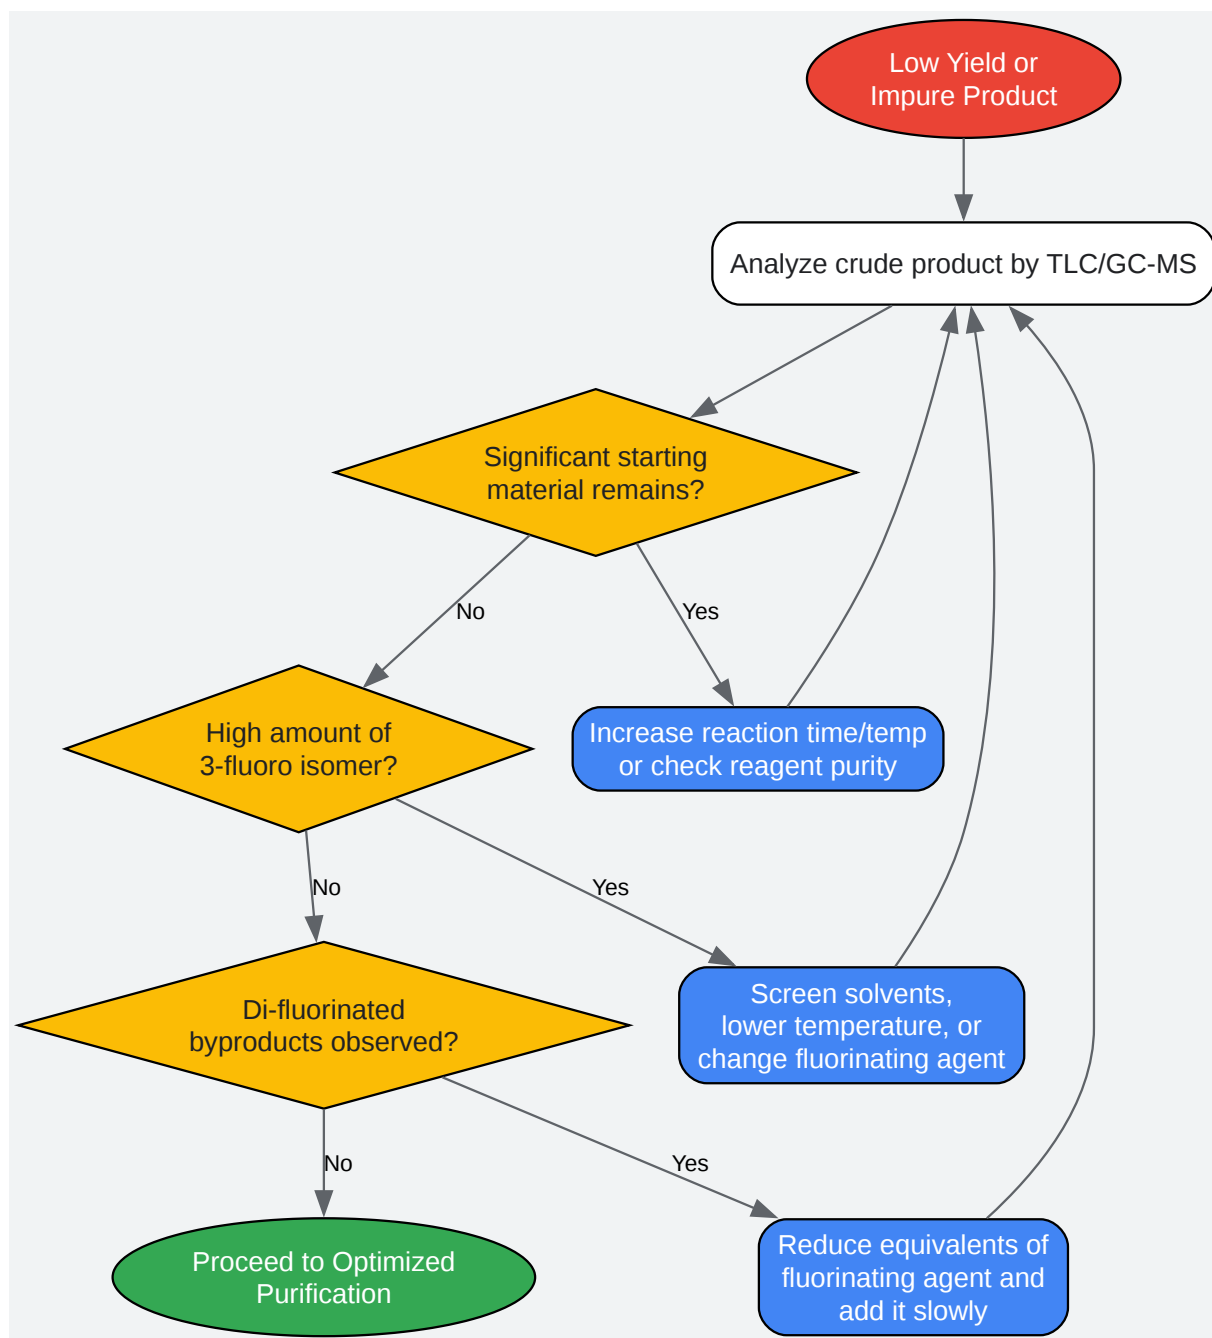 Low Yield or
Impure Product
Analyze crude product by TLC/GC-MS
Significant starting
material remains?
No
Yes
High amount of
3-fluoro isomer?
Increase reaction time/temp
or check reagent purity
No
Yes
Di-fluorinated
byproducts observed?
Screen solvents,
lower temperature, or
change fluorinating agent
No
Yes
Proceed to Optimized
Purification
Reduce equivalents of
fluorinating agent and
add it slowly